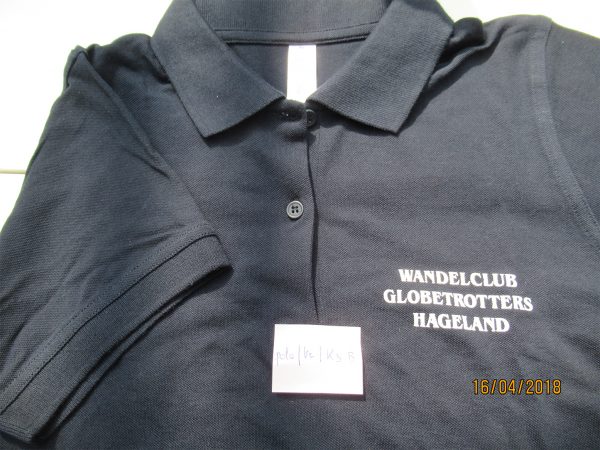 WANDELCLUB
GLOBETROTTERS
HAGELAND
16/04/2018